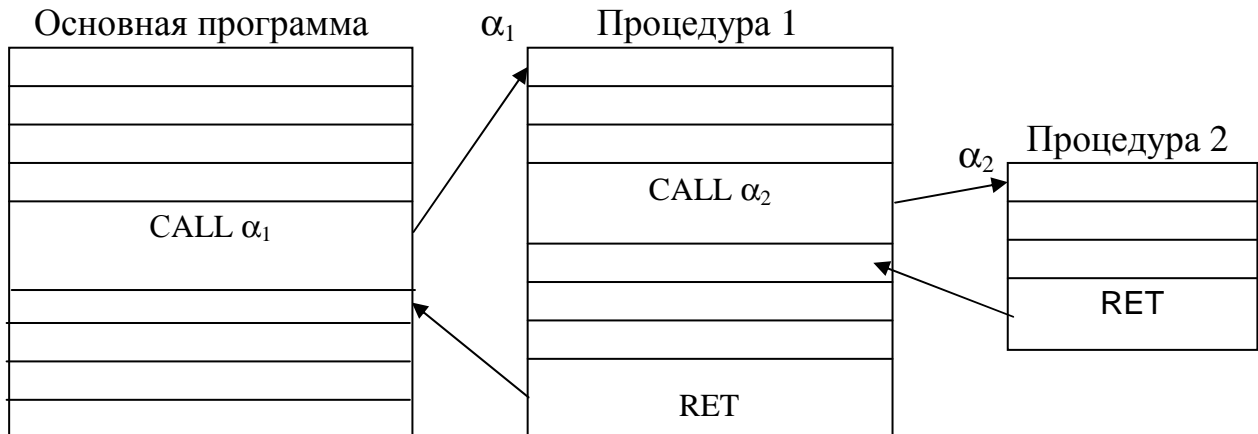 Основная программа
α₁
Процедура 1
Процедура 2
α₂
CALL α₂
CALL α₁
RET
RET